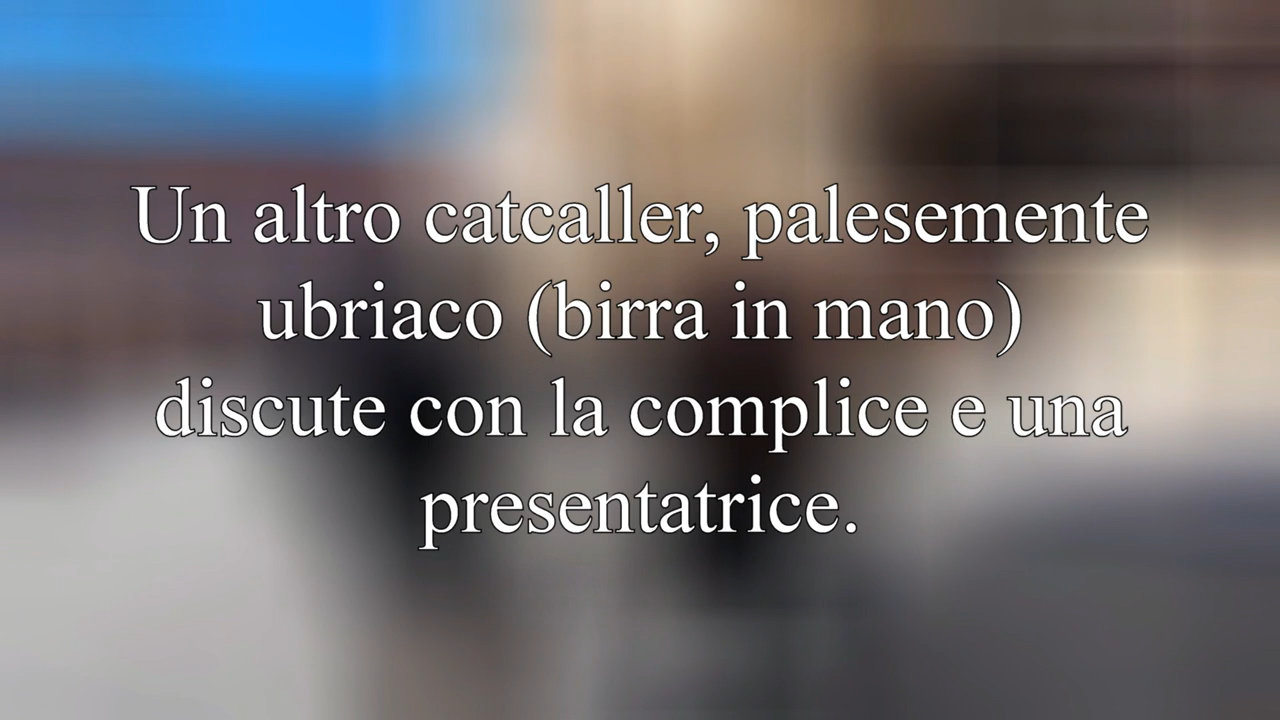 Un altro catcaller, palesemente
ubriaco (birra in mano)
discute con la complice e una
presentatrice.